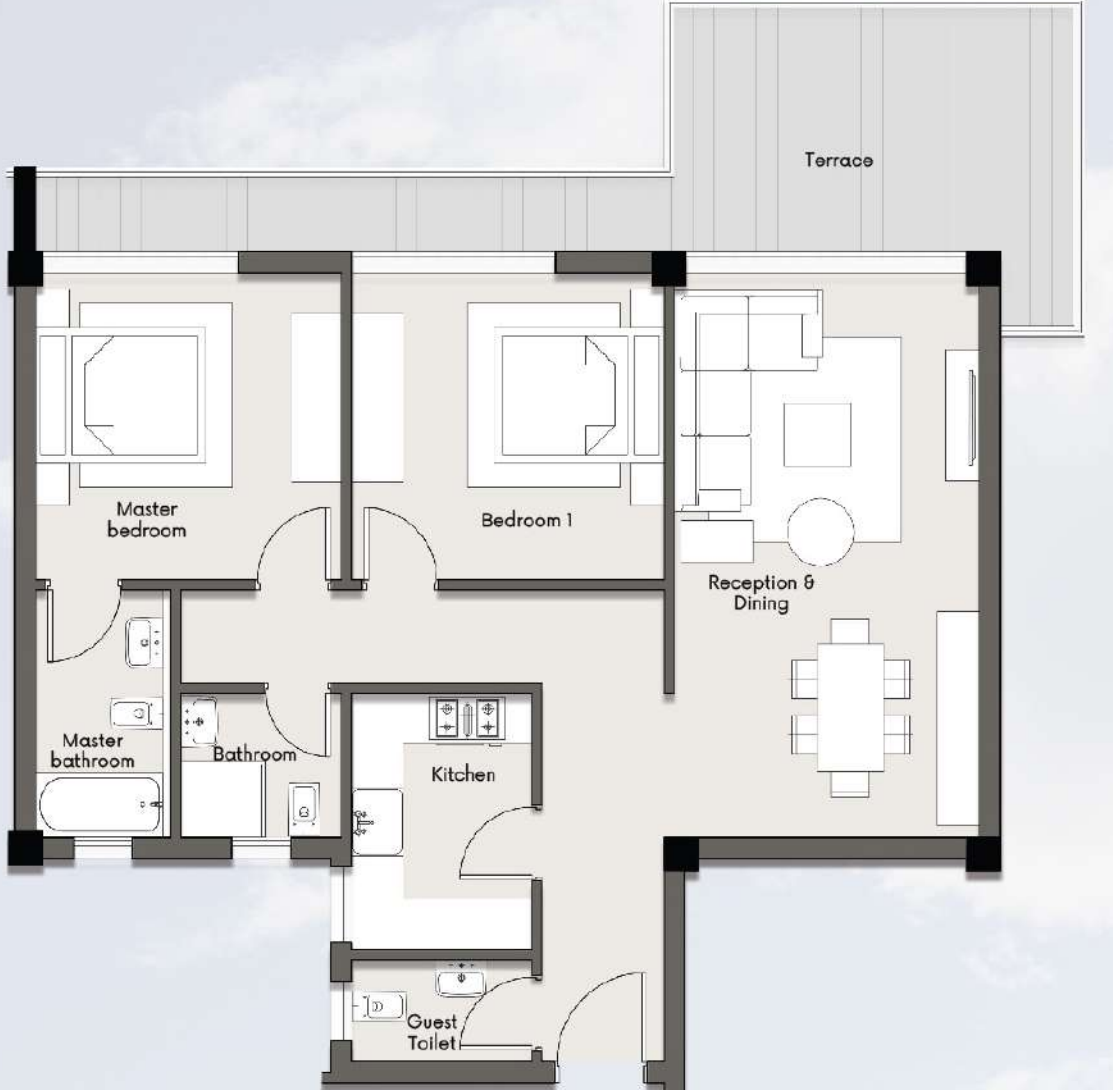 Terrace
Master
bedroom
Bedroom 1
Reception &
Dining
Master
bathroom
Bathroom
Kitchen
Guest
Toilet